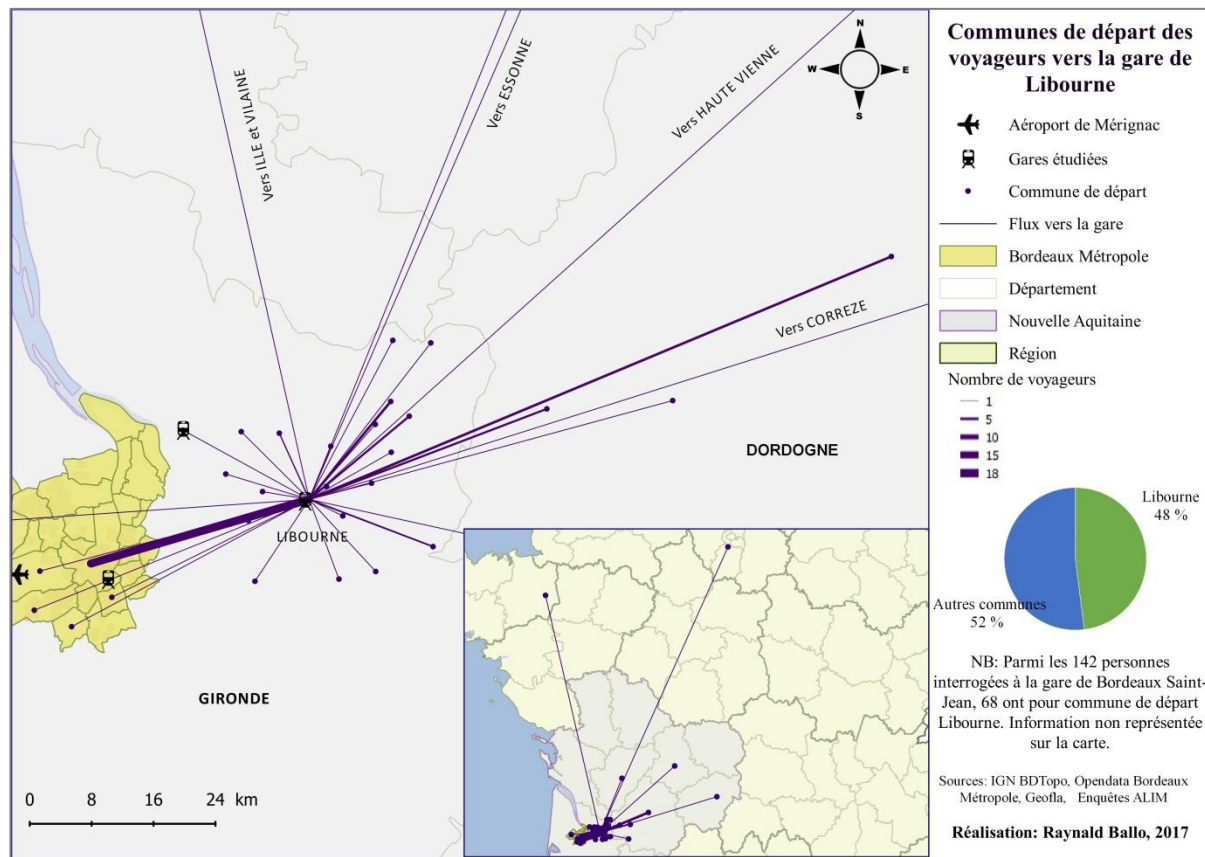 Vers ILLE et VILAINE
Vers ESSONNE
Vers HAUTE VIENNE
N
W
E
S
Vers CORREZE
DORDOGNE
LIBOURNE
GIRONDE
0 8 16 24 km
Communes de départ des
voyageurs vers la gare de
Libourne
Aéroport de Mérignac
Gares étudiées
Commune de départ
Flux vers la gare
Bordeaux Métropole
Département
Nouvelle Aquitaine
Région
Nombre de voyageurs
1
5
10
15
18
Libourne
48 %
Autres communes
52 %
NB: Parmi les 142 personnes
interrogées à la gare de Bordeaux Saint-
Jean, 68 ont pour commune de départ
Libourne. Information non représentée
sur la carte.
Sources: IGN BDTopo, Opendata Bordeaux
Métropole, Geofla, Enquêtes ALIM
Réalisation: Raynald Ballo, 2017